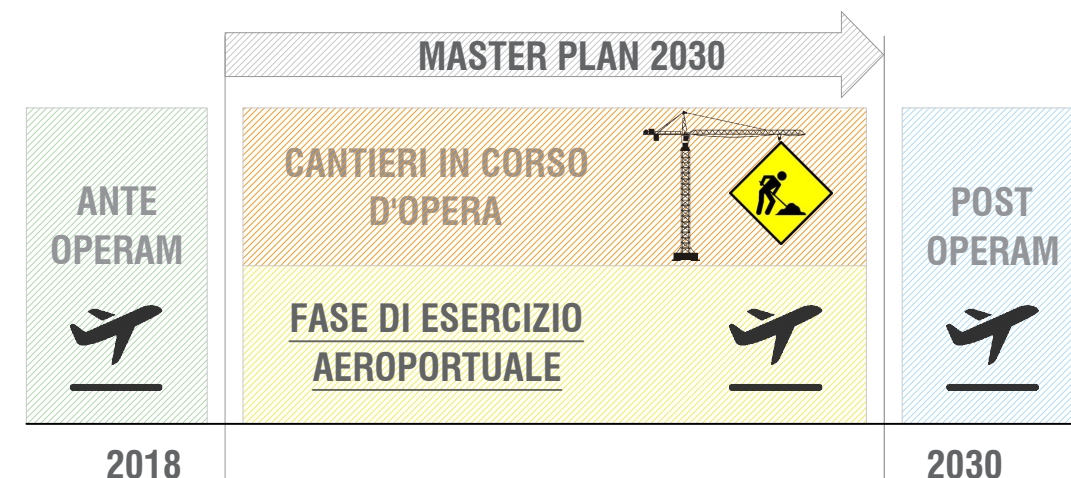 MASTER PLAN 2030
ANTE
OPERAM
CANTIERI IN CORSO
D'OPERA
FASE DI ESERCIZIO
AEROPORTUALE
POST
OPERAM
2018
2030